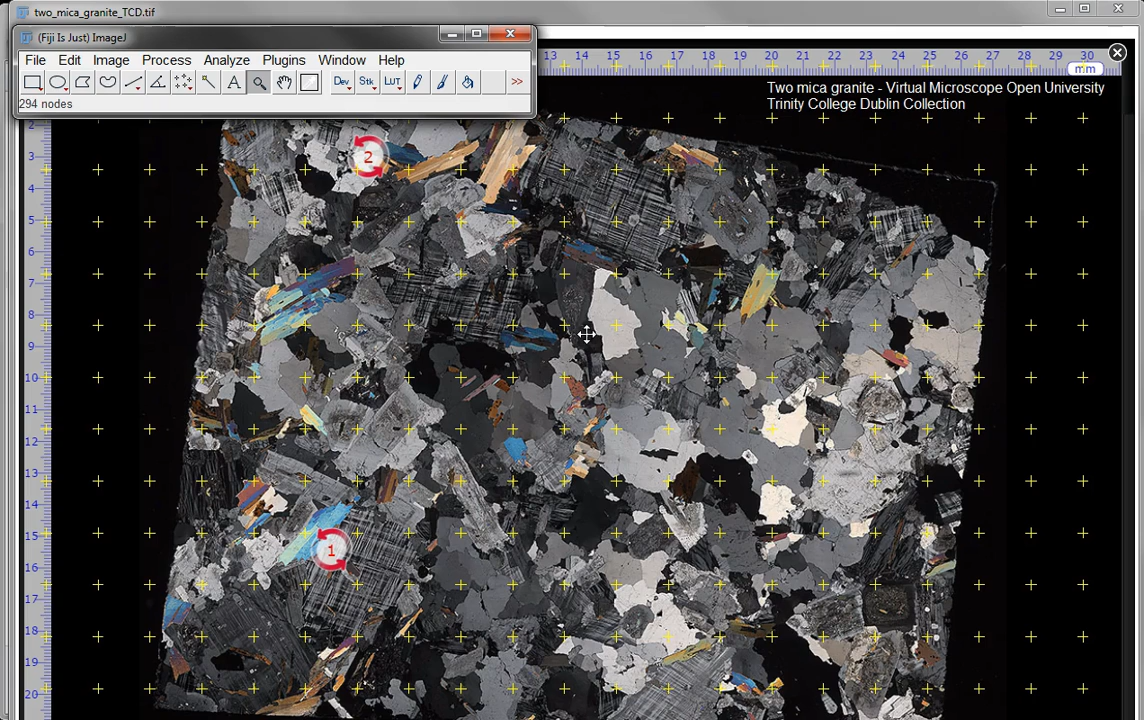 two_mica_granite_TCD.tif
(Fiji Is Just) ImageJ
File Edit Image Process Analyze Plugins Window Help
A Dev Stk LUT >>
294 nodes
13 14 15 16 17 18 19 20 21 22 23 24 25 26 27
mm
Two mica granite - Virtual Microscope Open University
Trinity College Dublin Collection
2
3
4
5
6
7
8
9
10
11
12
13
14
15
16
17
18
19
20
2
1